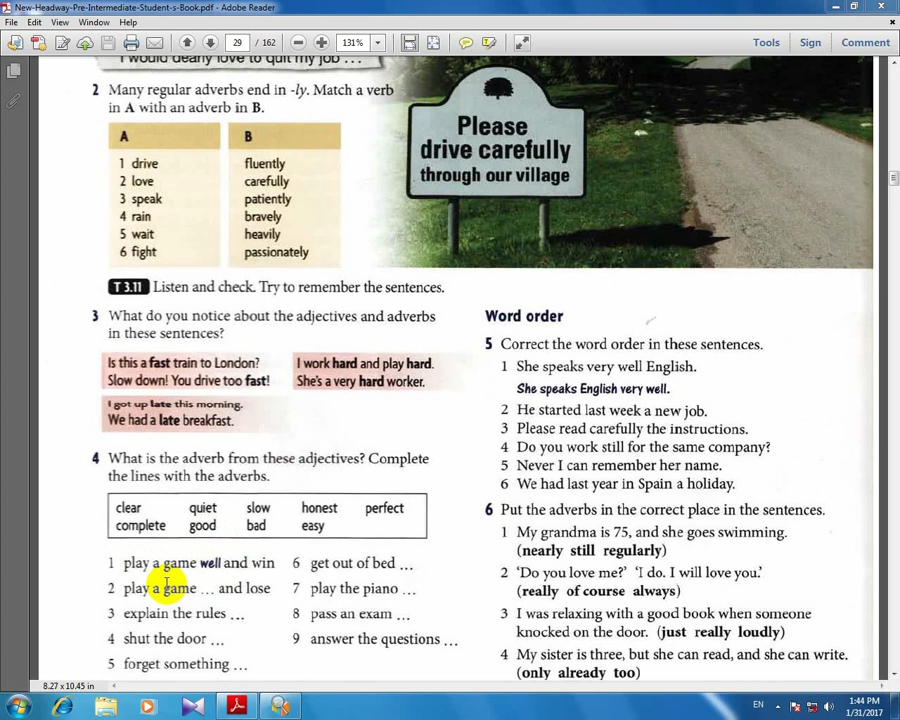 New-Headway-Pre-Intermediate-Student-s-Book.pdf - Adobe Reader
File Edit View Window Help
29 / 162 131% Tools Sign Comment
I would dearly love to quit my job ...
2 Many regular adverbs end in -ly. Match a verb
in A with an adverb in B.
A B
1 drive fluently
2 love carefully
3 speak patiently
4 rain bravely
5 wait heavily
6 fight passionately
Please
drive carefully
through our village
T 3.11 Listen and check. Try to remember the sentences.
3 What do you notice about the adjectives and adverbs
in these sentences?
Is this a fast train to London?
Slow down! You drive too fast!
I work hard and play hard.
She's a very hard worker.
I got up late this morning.
We had a late breakfast.
4 What is the adverb from these adjectives? Complete
the lines with the adverbs.
clear quiet slow honest perfect
complete good bad easy
1 play a game well and win
2 play a game ... and lose
3 explain the rules ...
4 shut the door ...
5 forget something ...
6 get out of bed ...
7 play the piano ...
8 pass an exam ...
9 answer the questions ...
Word order
5 Correct the word order in these sentences.
1 She speaks very well English.
She speaks English very well.
2 He started last week a new job.
3 Please read carefully the instructions.
4 Do you work still for the same company?
5 Never I can remember her name.
6 We had last year in Spain a holiday.
6 Put the adverbs in the correct place in the sentences.
1 My grandma is 75, and she goes swimming.
(nearly still regularly)
2 'Do you love me?' 'I do. I will love you.'
(really of course always)
3 I was relaxing with a good book when someone
knocked on the door. (just really loudly)
4 My sister is three, but she can read, and she can write.
(only already too)
8.27 x 10.45 in
EN 1:44 PM
1/31/2017